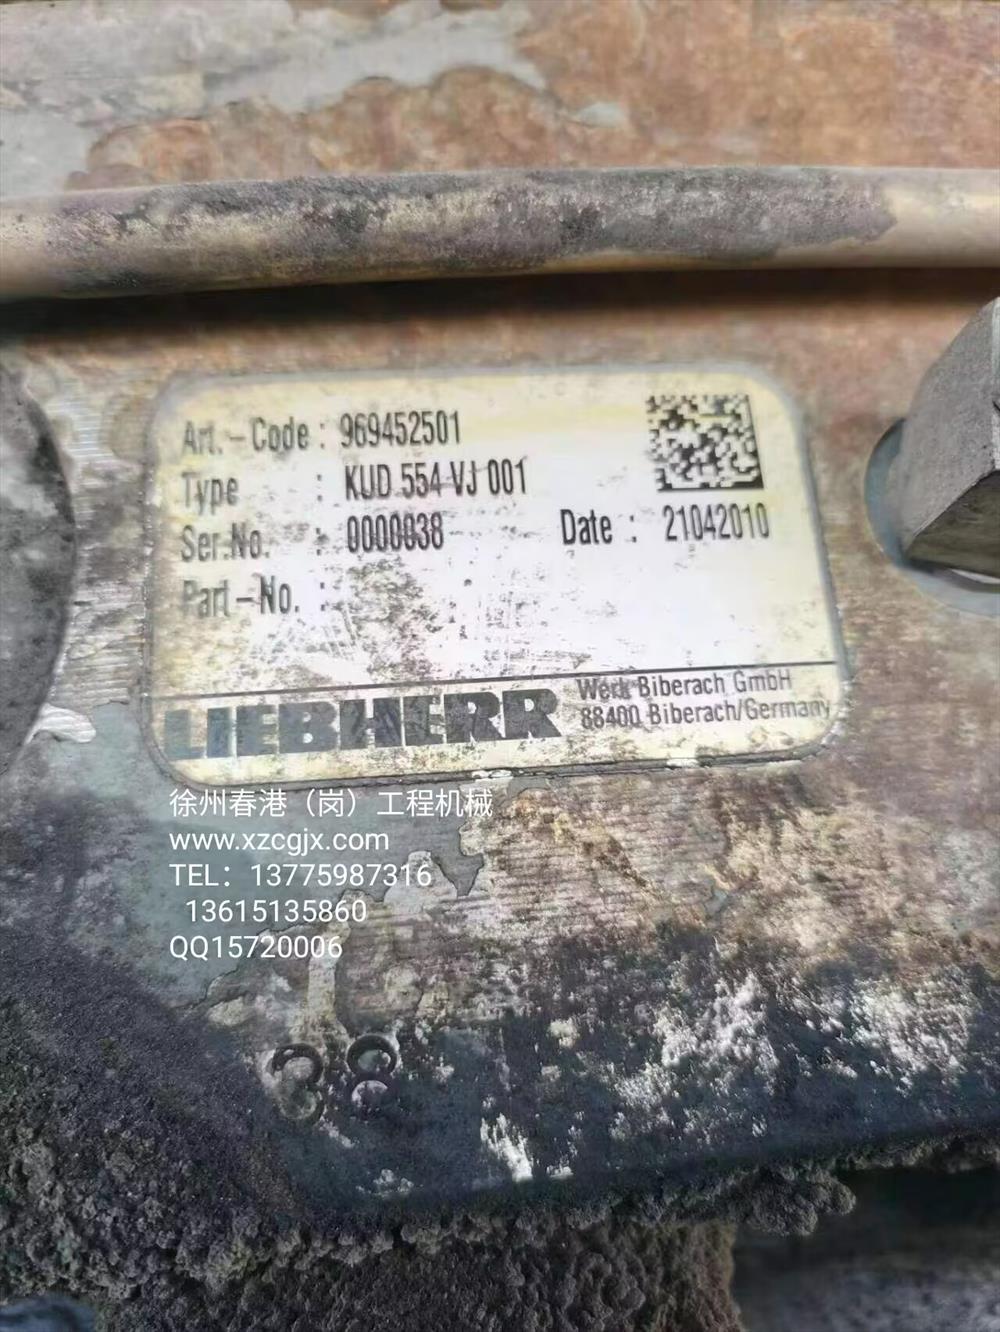 Art.-Code : 969452501
Type : KUD 554 VJ 001
Ser.No. : 0000038 Date : 21042010
Part-No. :
LIEBHERR Werk Biberach GmbH
88400 Biberach/Germany
徐州春港（岗）工程机械
www.xzcgjx.com
TEL：13775987316
13615135860
QQ15720006
38